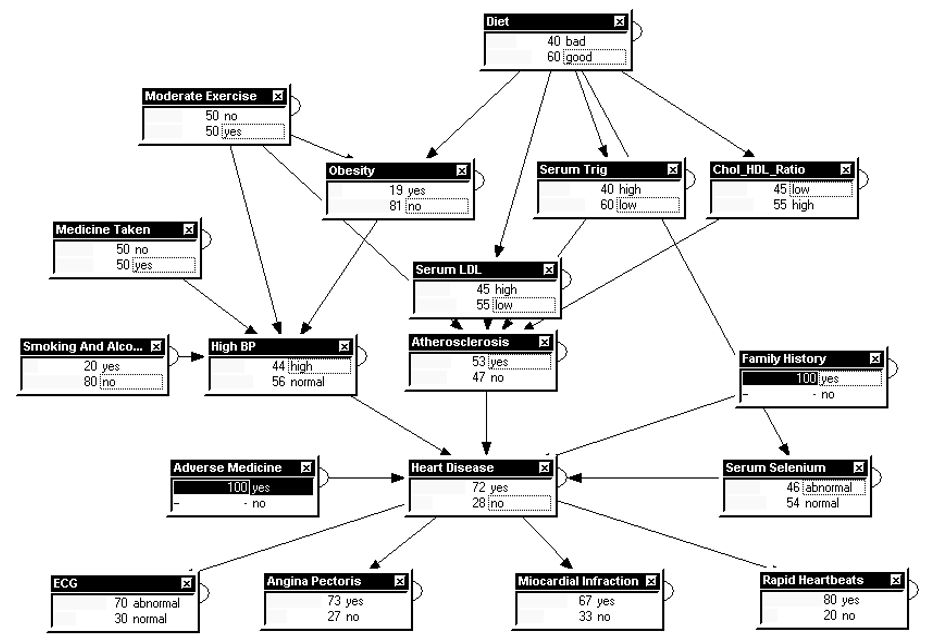 Diet
40 bad
60 good
Moderate Exercise
50 no
50 yes
Obesity
19 yes
81 no
Serum Trig
40 high
60 low
Chol_HDL_Ratio
45 low
55 high
Medicine Taken
50 no
50 yes
Serum LDL
45 high
55 low
Smoking And Alco...
20 yes
80 no
High BP
44 high
56 normal
Atherosclerosis
53 yes
47 no
Family History
100 yes
- - no
Adverse Medicine
100 yes
- - no
Heart Disease
72 yes
28 no
Serum Selenium
46 abnormal
54 normal
ECG
70 abnormal
30 normal
Angina Pectoris
73 yes
27 no
Miocardial Infraction
67 yes
33 no
Rapid Heartbeats
80 yes
20 no